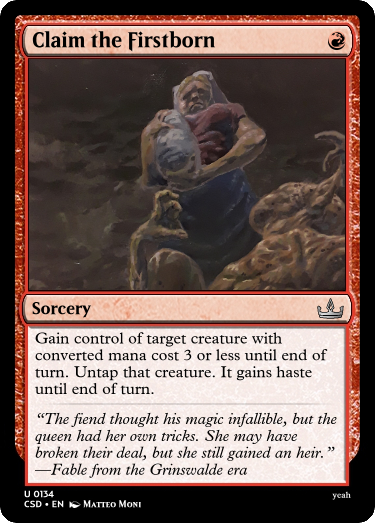 Claim the Firstborn
Sorcery
Gain control of target creature with
converted mana cost 3 or less until end of
turn. Untap that creature. It gains haste
until end of turn.
“The fiend thought his magic infallible, but the
queen had her own tricks. She may have
broken their deal, but she still gained an heir.”
—Fable from the Grinswalde era
U 0134
CSD • EN Matteo Moni
yeah